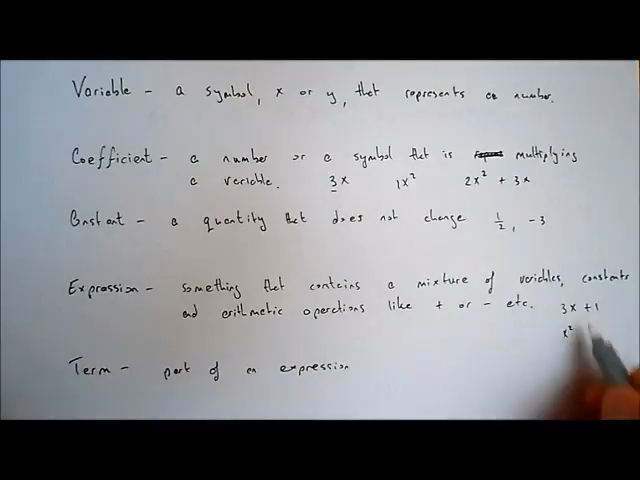 Variable - a symbol, x or y, that represents a number.
Coefficient - a number or a symbol that is multiplying
a variable. 3x 1x² 2x² + 3x
Constant - a quantity that does not change ½, -3
Expression - something that contains a mixture of variables, constants
and arithmetic operations like + or - etc. 3x + 1
x²
Term - part of an expression